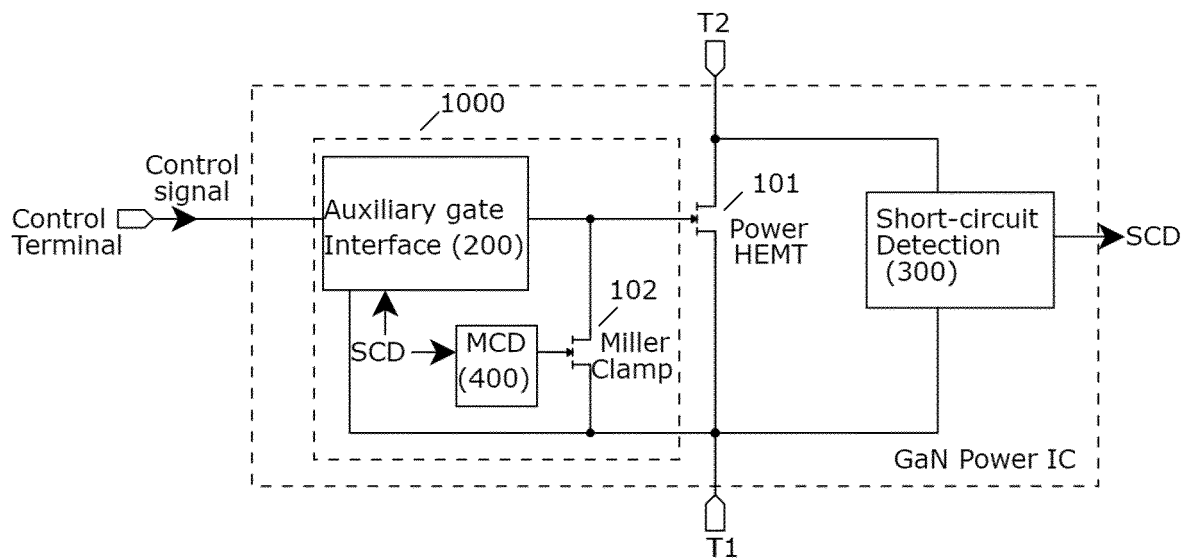 T2
1000
Control
signal
Control
Terminal
Auxiliary gate
Interface (200)
101
Power
HEMT
Short-circuit
Detection
(300)
SCD
102
SCD
MCD
(400)
Miller
Clamp
GaN Power IC
T1